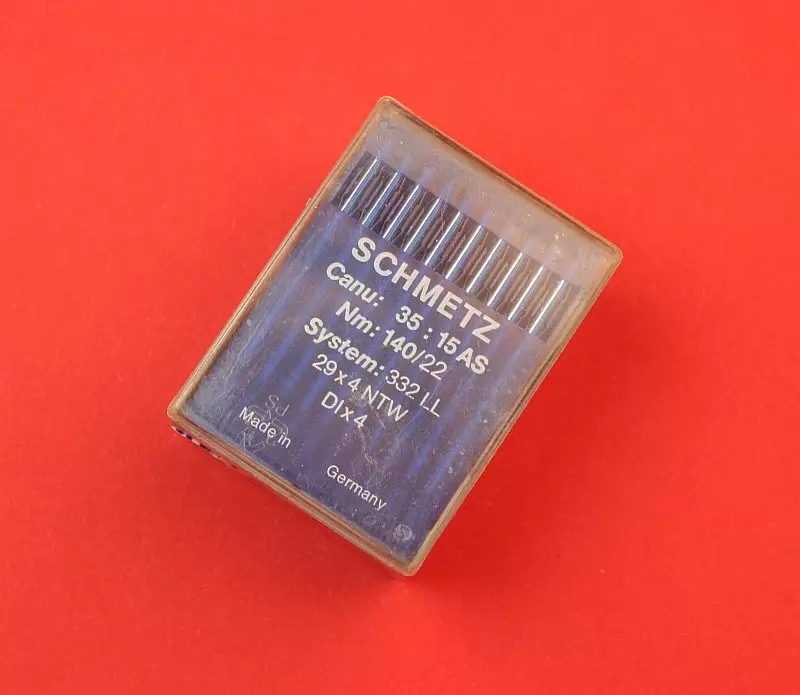 SCHMETZ
Canu: 35 : 15 AS
Nm: 140/22
System: 332 LL
29 x 4 NTW
DI x 4
PS
Made in Germany